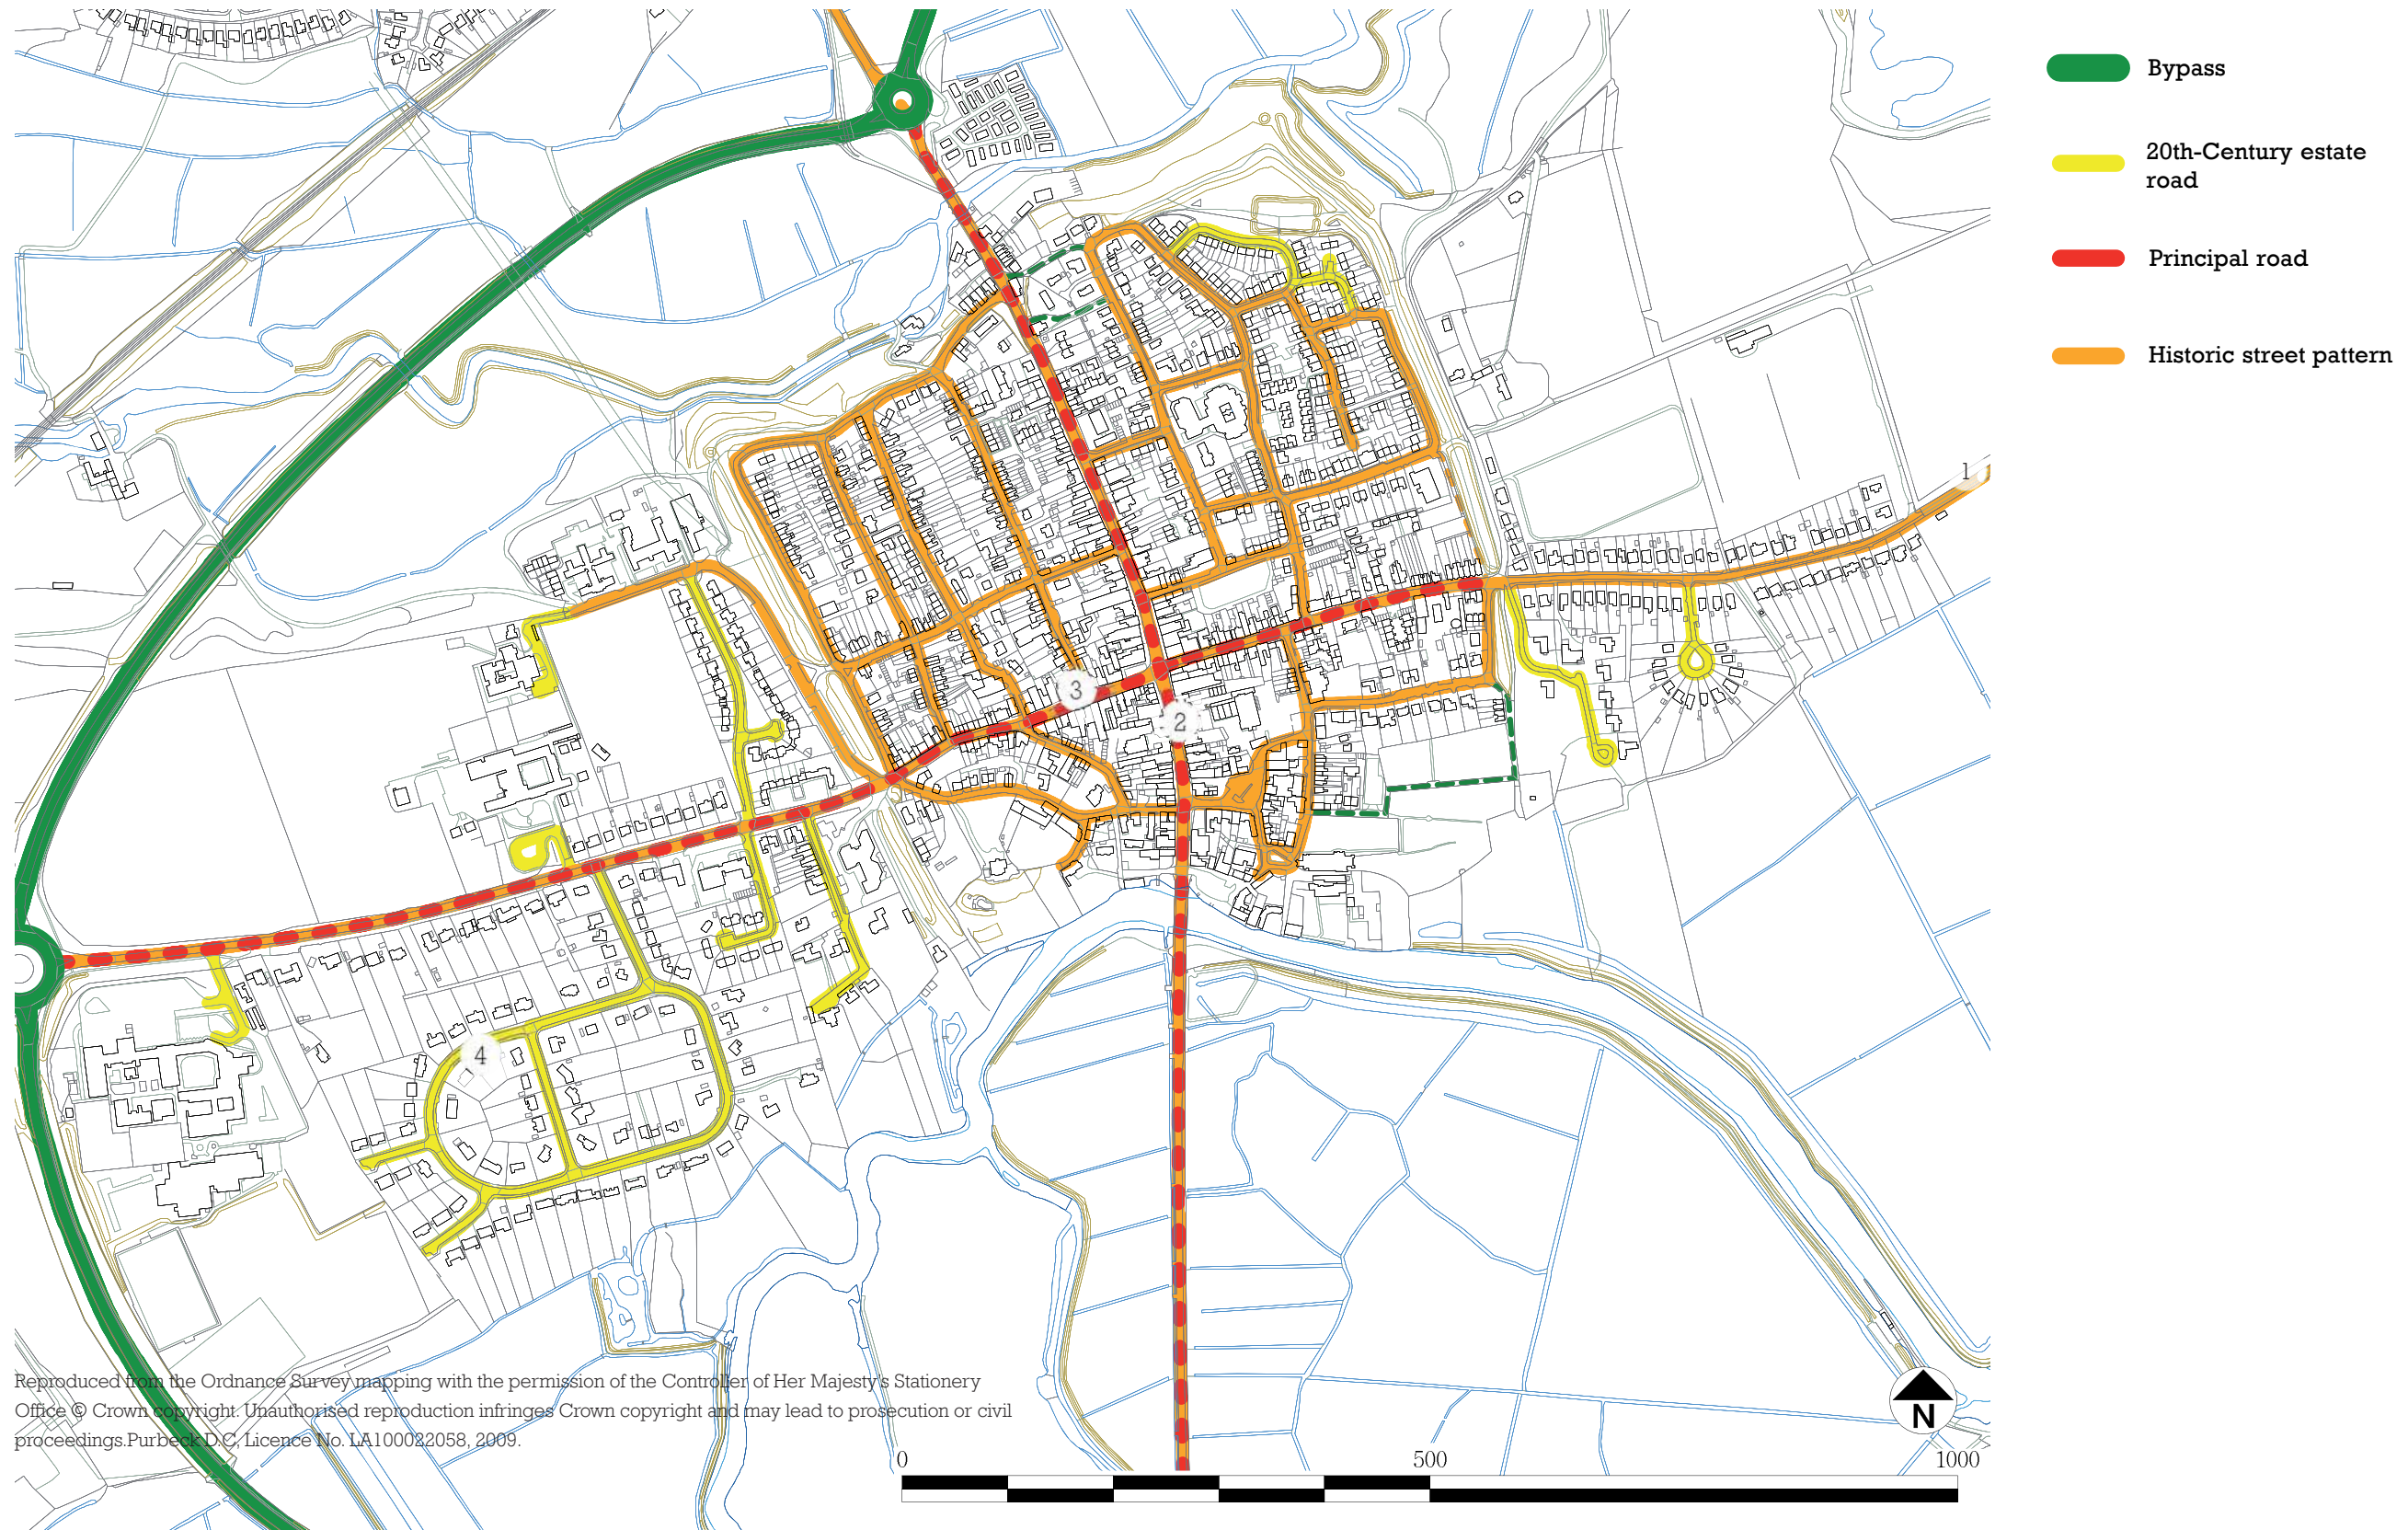 Bypass
20th-Century estate
road
Principal road
Historic street pattern
1
3
2
4
Reproduced from the Ordnance Survey mapping with the permission of the Controller of Her Majesty's Stationery
Office © Crown copyright. Unauthorised reproduction infringes Crown copyright and may lead to prosecution or civil
proceedings.Purbeck D.C, Licence No. LA100022058, 2009.
N
0 500 1000